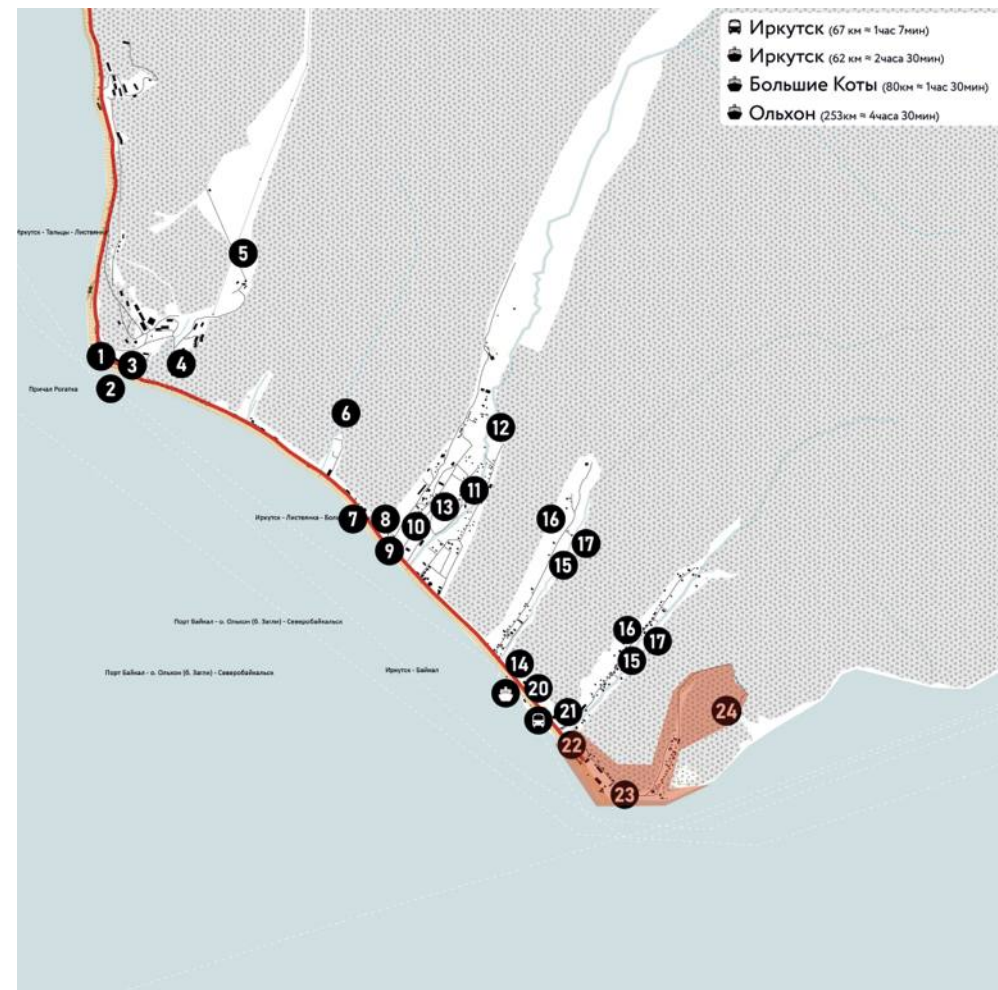 Иркутск (67 км ≈ 1час 7мин)
Иркутск (62 км ≈ 2часа 30мин)
Большие Коты (80км ≈ 1час 30мин)
Ольхон (253км ≈ 4часа 30мин)
5
Иркутск - Тальцы - Листвянка
1
3
4
2
Причал Рогатка
6
12
11
13
7
8
10
Иркутск - Листвянка -
9
16
17
15
Порт Байкал - о. Ольхон (б. Загли) - Северобайкальск
16
17
15
Иркутск - Байкал
14
Порт Байкал - о. Ольхон (б. Загли) - Северобайкальск
20
21
24
22
23